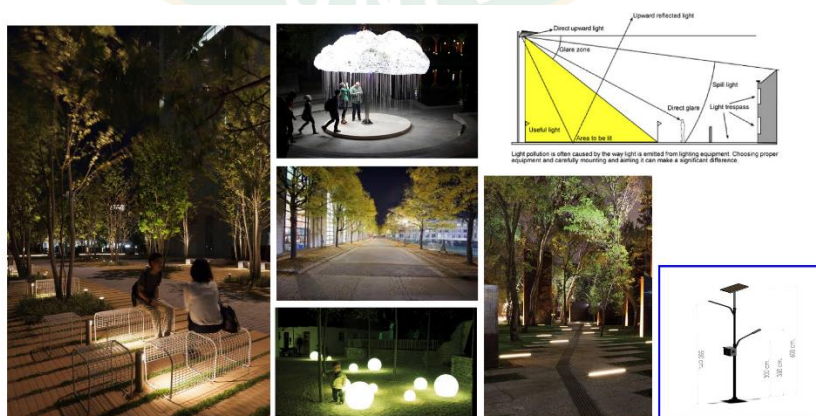 Upward reflected light
Direct upward light
Glare zone
Spill light
Direct glare
Light trespass
Useful light
Area to be lit
Light pollution is often caused by the way light is emitted from lighting equipment. Choosing proper
equipment and carefully mounting and aiming it can make a significant difference.